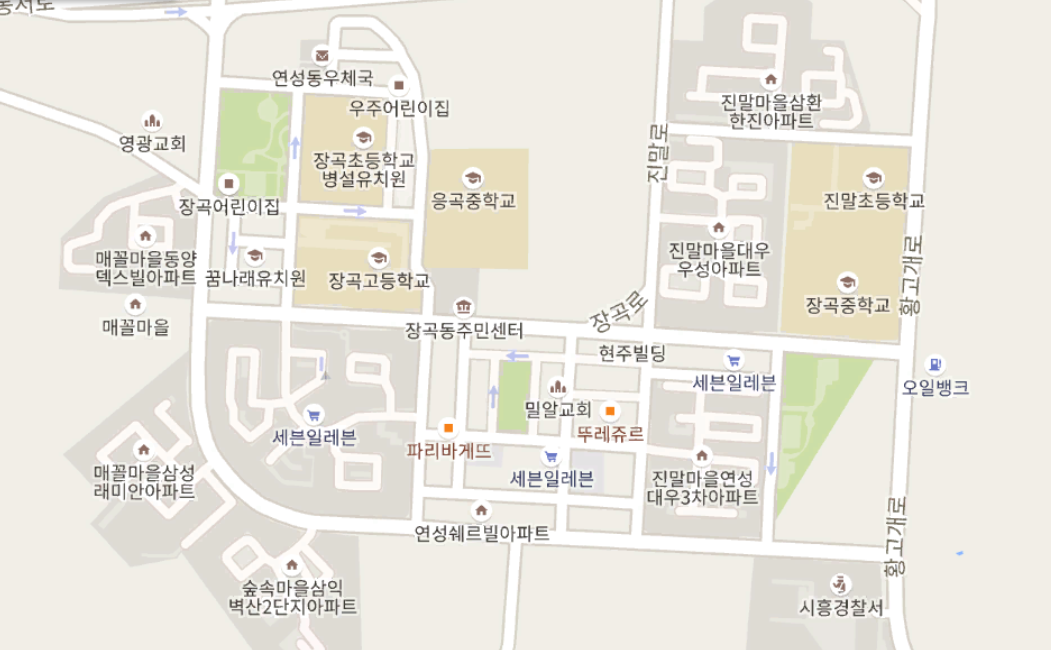 동서로
연성동우체국
우주어린이집
진말마을삼환
한진아파트
영광교회
장곡초등학교
병설유치원
진말로
장곡어린이집
응곡중학교
진말초등학교
매꼴마을동양
덱스빌아파트
꿈나래유치원
장곡고등학교
진말마을대우
우성아파트
황고개로
장곡중학교
매꼴마을
장곡동주민센터
장곡로
현주빌딩
세븐일레븐
오일뱅크
밀알교회
세븐일레븐
뚜레쥬르
파리바게뜨
매꼴마을삼성
래미안아파트
세븐일레븐
진말마을연성
대우3차아파트
연성쉐르빌아파트
황고개로
숲속마을삼익
벽산2단지아파트
시흥경찰서